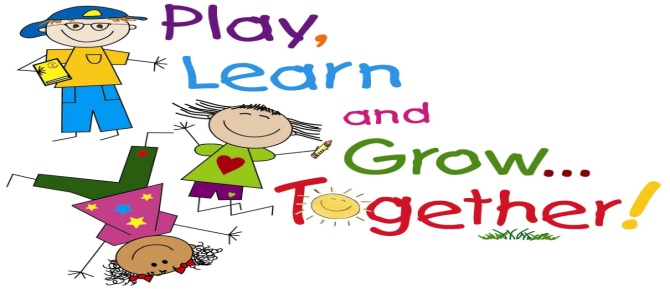 Play,
Learn
and
Grow...
Together!